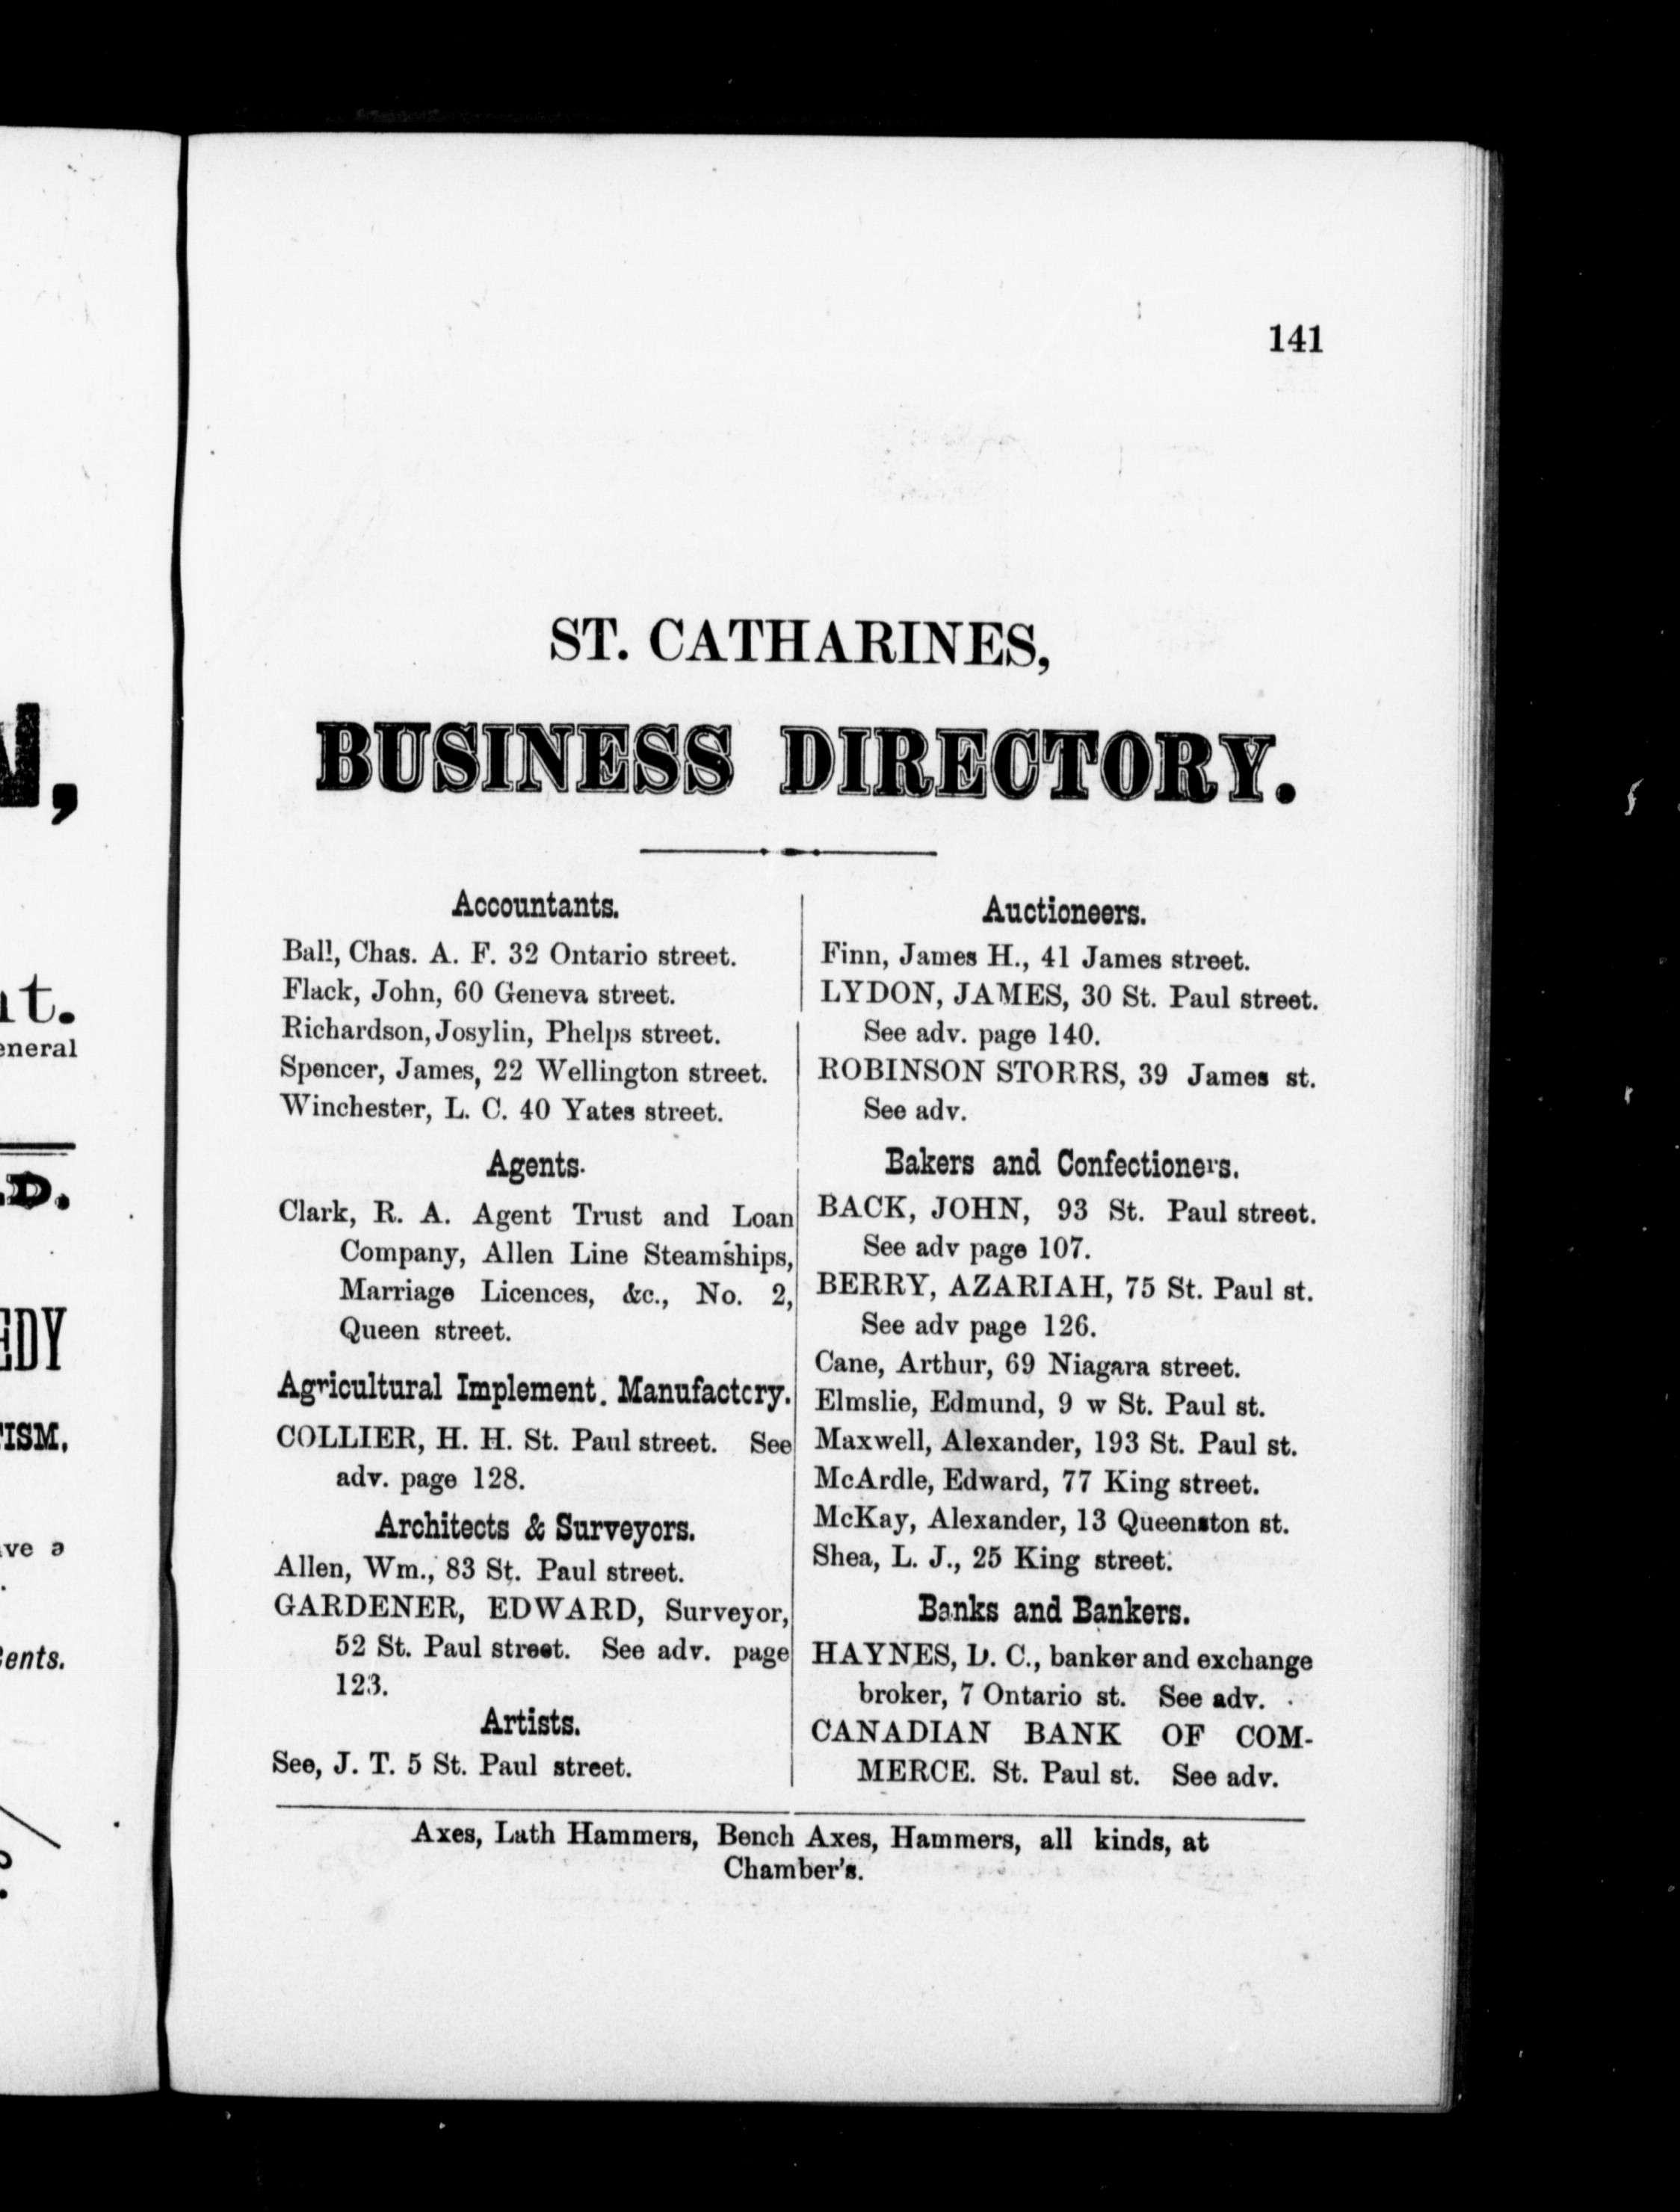 N,
t.
eneral
D.
EDY
TISM.
ve a
ents.
141
ST. CATHARINES,
BUSINESS DIRECTORY.
Accountants.
Ball, Chas. A. F. 32 Ontario street.
Flack, John, 60 Geneva street.
Richardson, Josylin, Phelps street.
Spencer, James, 22 Wellington street.
Winchester, L. C. 40 Yates street.
Agents.
Clark, R. A. Agent Trust and Loan
Company, Allen Line Steamships,
Marriage Licences, &c., No. 2,
Queen street.
Agricultural Implement. Manufactory.
COLLIER, H. H. St. Paul street. See
adv. page 128.
Architects & Surveyors.
Allen, Wm., 83 St. Paul street.
GARDENER, EDWARD, Surveyor,
52 St. Paul street. See adv. page
123.
Artists.
See, J. T. 5 St. Paul street.
Auctioneers.
Finn, James H., 41 James street.
LYDON, JAMES, 30 St. Paul street.
See adv. page 140.
ROBINSON STORRS, 39 James st.
See adv.
Bakers and Confectioners.
BACK, JOHN, 93 St. Paul street.
See adv page 107.
BERRY, AZARIAH, 75 St. Paul st.
See adv page 126.
Cane, Arthur, 69 Niagara street.
Elmslie, Edmund, 9 w St. Paul st.
Maxwell, Alexander, 193 St. Paul st.
McArdle, Edward, 77 King street.
McKay, Alexander, 13 Queenston st.
Shea, L. J., 25 King street.
Banks and Bankers.
HAYNES, D. C., banker and exchange
broker, 7 Ontario st. See adv.
CANADIAN BANK OF COM-
MERCE. St. Paul st. See adv.
Axes, Lath Hammers, Bench Axes, Hammers, all kinds, at
Chamber's.